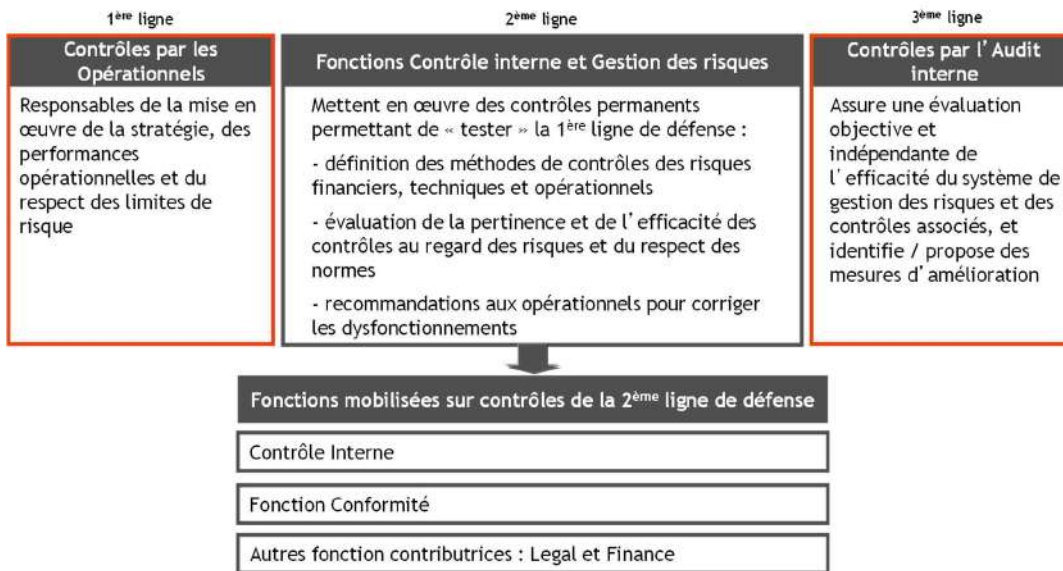 1ère ligne
2ème ligne
3ème ligne
Contrôles par les
Opérationnels
Responsables de la mise en
œuvre de la stratégie, des
performances
opérationnelles et du
respect des limites de
risque
Fonctions Contrôle interne et Gestion des risques
Mettent en œuvre des contrôles permanents
permettant de « tester » la 1ère ligne de défense :
- définition des méthodes de contrôles des risques
financiers, techniques et opérationnels
- évaluation de la pertinence et de l'efficacité des
contrôles au regard des risques et du respect des
normes
- recommandations aux opérationnels pour corriger
les dysfonctionnements
Contrôles par l'Audit
interne
Assure une évaluation
objective et
indépendante de
l'efficacité du système de
gestion des risques et des
contrôles associés, et
identifie / propose des
mesures d'amélioration
Fonctions mobilisées sur contrôles de la 2ème ligne de défense
Contrôle Interne
Fonction Conformité
Autres fonction contributrices : Legal et Finance